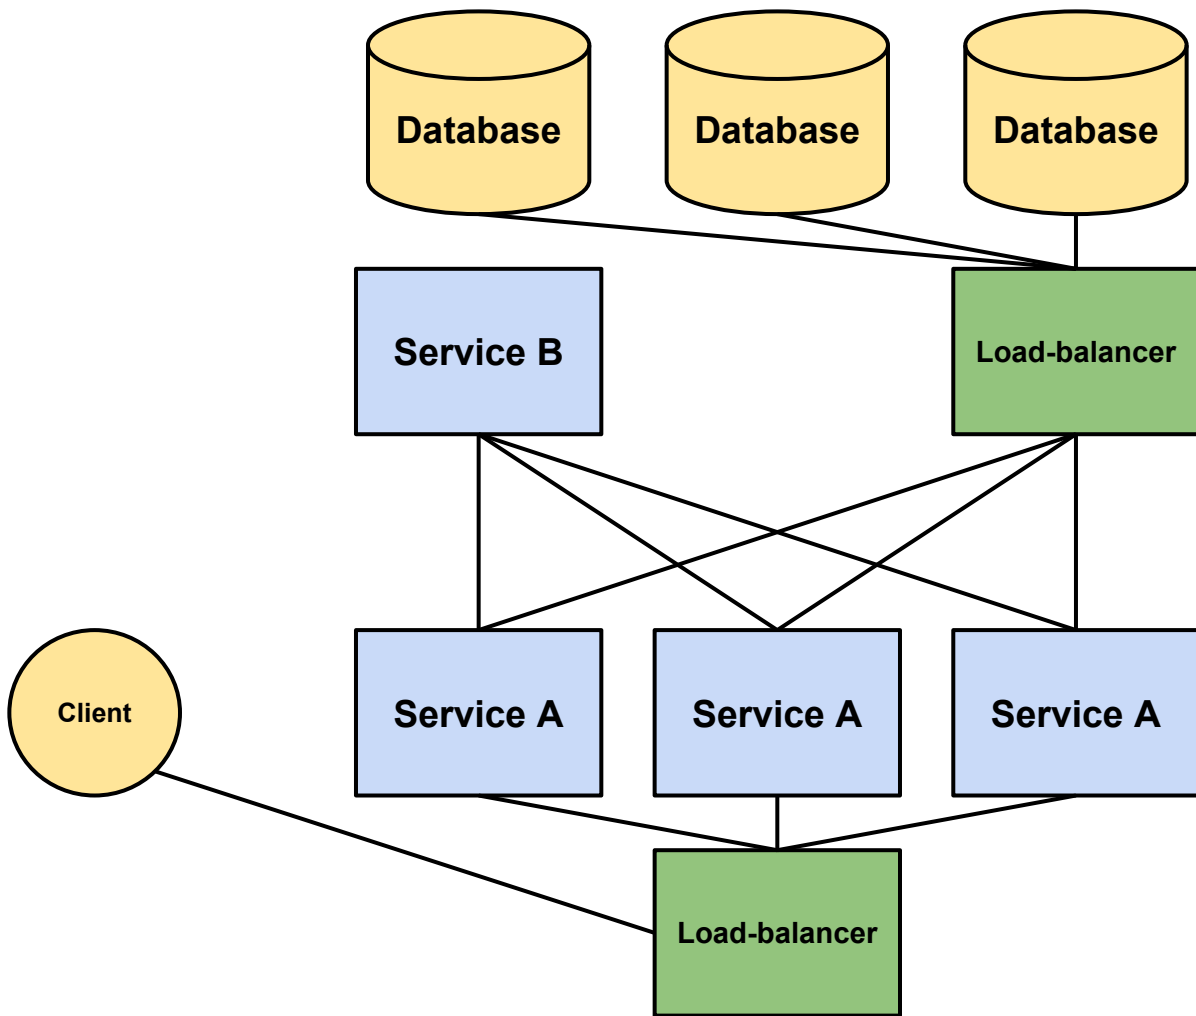 Database
Database
Database
Service B
Load-balancer
Client
Service A
Service A
Service A
Load-balancer